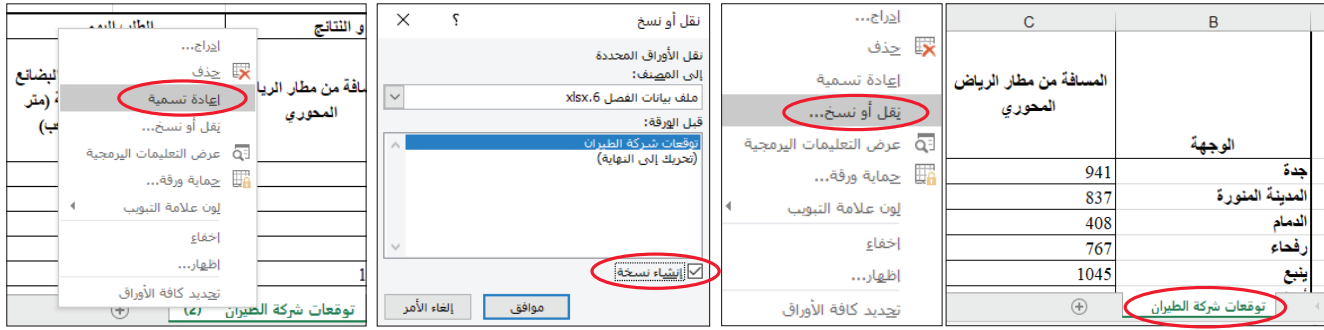 C
B
المسافة من مطار الرياض
المحوري
الوجهة
941
جدة
837
المدينة المنورة
408
الدمام
767
رفحاء
1045
ينبع
توقعات شركة الطيران
إدراج...
حذف
إعادة تسمية
نقل أو نسخ...
عرض التعليمات البرمجية
حماية ورقة...
لون علامة التبويب
إخفاء
إظهار...
تحديد كافة الأوراق
نقل أو نسخ
؟
نقل الأوراق المحددة
إلى المصنف:
ملف بيانات الفصل 6.xlsx
قبل الورقة:
توقعات شركة الطيران
(تحريك إلى النهاية)
إنشاء نسخة
موافق
إلغاء الأمر
و النتائج
المحوري
البضائع
(متر
إدراج...
حذف
إعادة تسمية
نقل أو نسخ...
عرض التعليمات البرمجية
حماية ورقة...
لون علامة التبويب
إخفاء
إظهار...
تحديد كافة الأوراق
1
توقعات شركة الطيران (2)